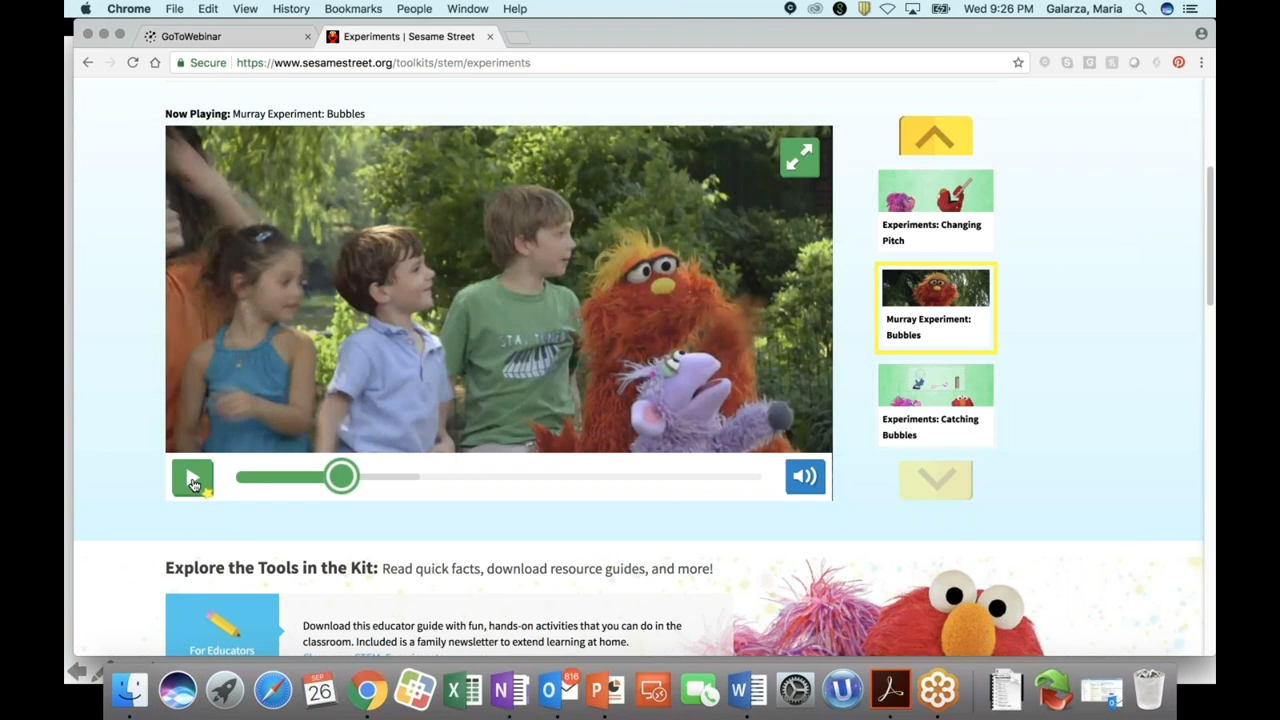 Chrome File Edit View History Bookmarks People Window Help
Wed 9:26 PM Galarza, Maria
GoToWebinar
Experiments | Sesame Street
Secure https://www.sesamestreet.org/toolkits/stem/experiments
Now Playing: Murray Experiment: Bubbles
Experiments: Changing
Pitch
Murray Experiment:
Bubbles
Experiments: Catching
Bubbles
Explore the Tools in the Kit: Read quick facts, download resource guides, and more!
For Educators
Download this educator guide with fun, hands-on activities that you can do in the
classroom. Included is a family newsletter to extend learning at home.
SEP
26
816